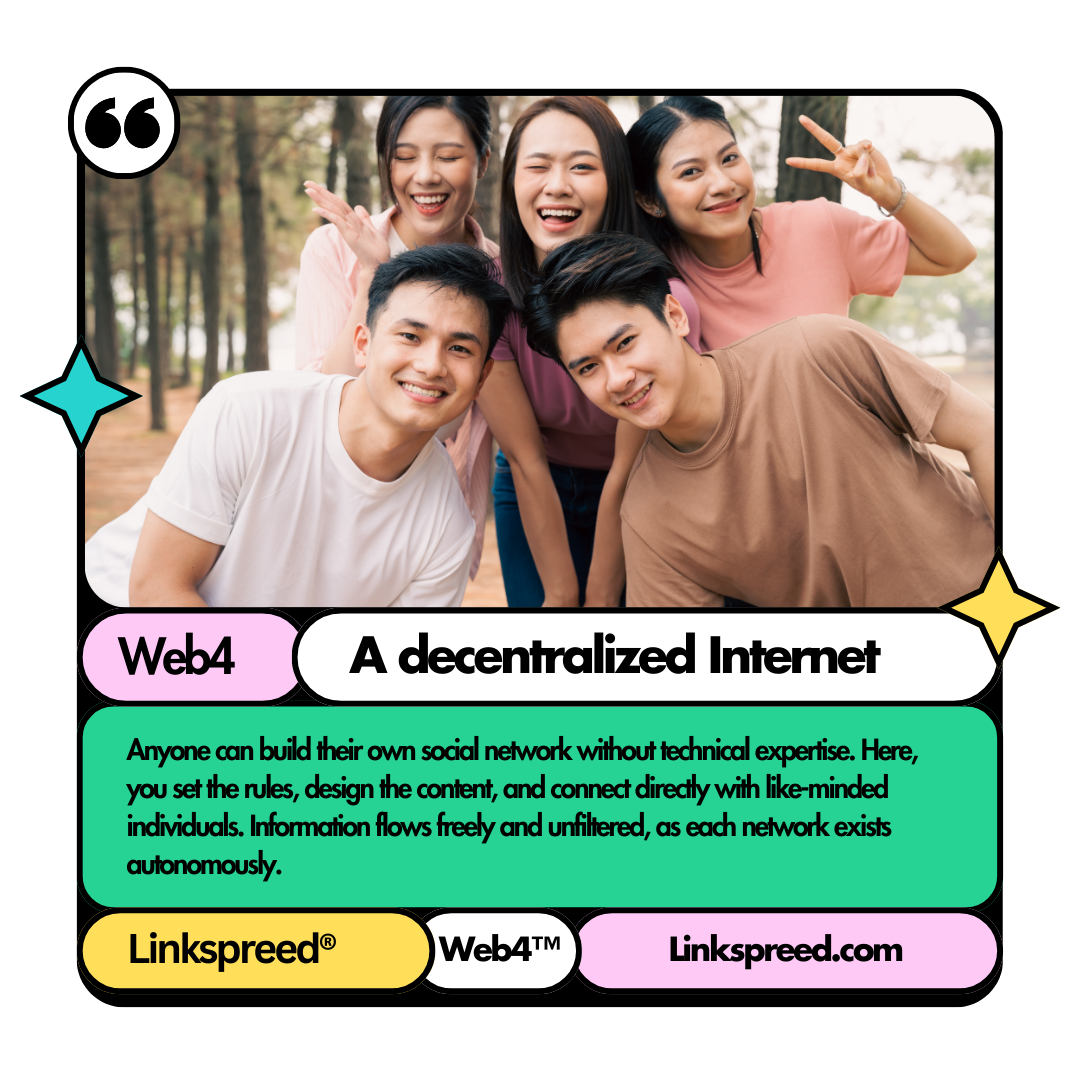 ❝
Web4
A decentralized Internet
Anyone can build their own social network without technical expertise. Here,
you set the rules, design the content, and connect directly with like-minded
individuals. Information flows freely and unfiltered, as each network exists
autonomously.
Linkspreed®
Web4™
Linkspreed.com